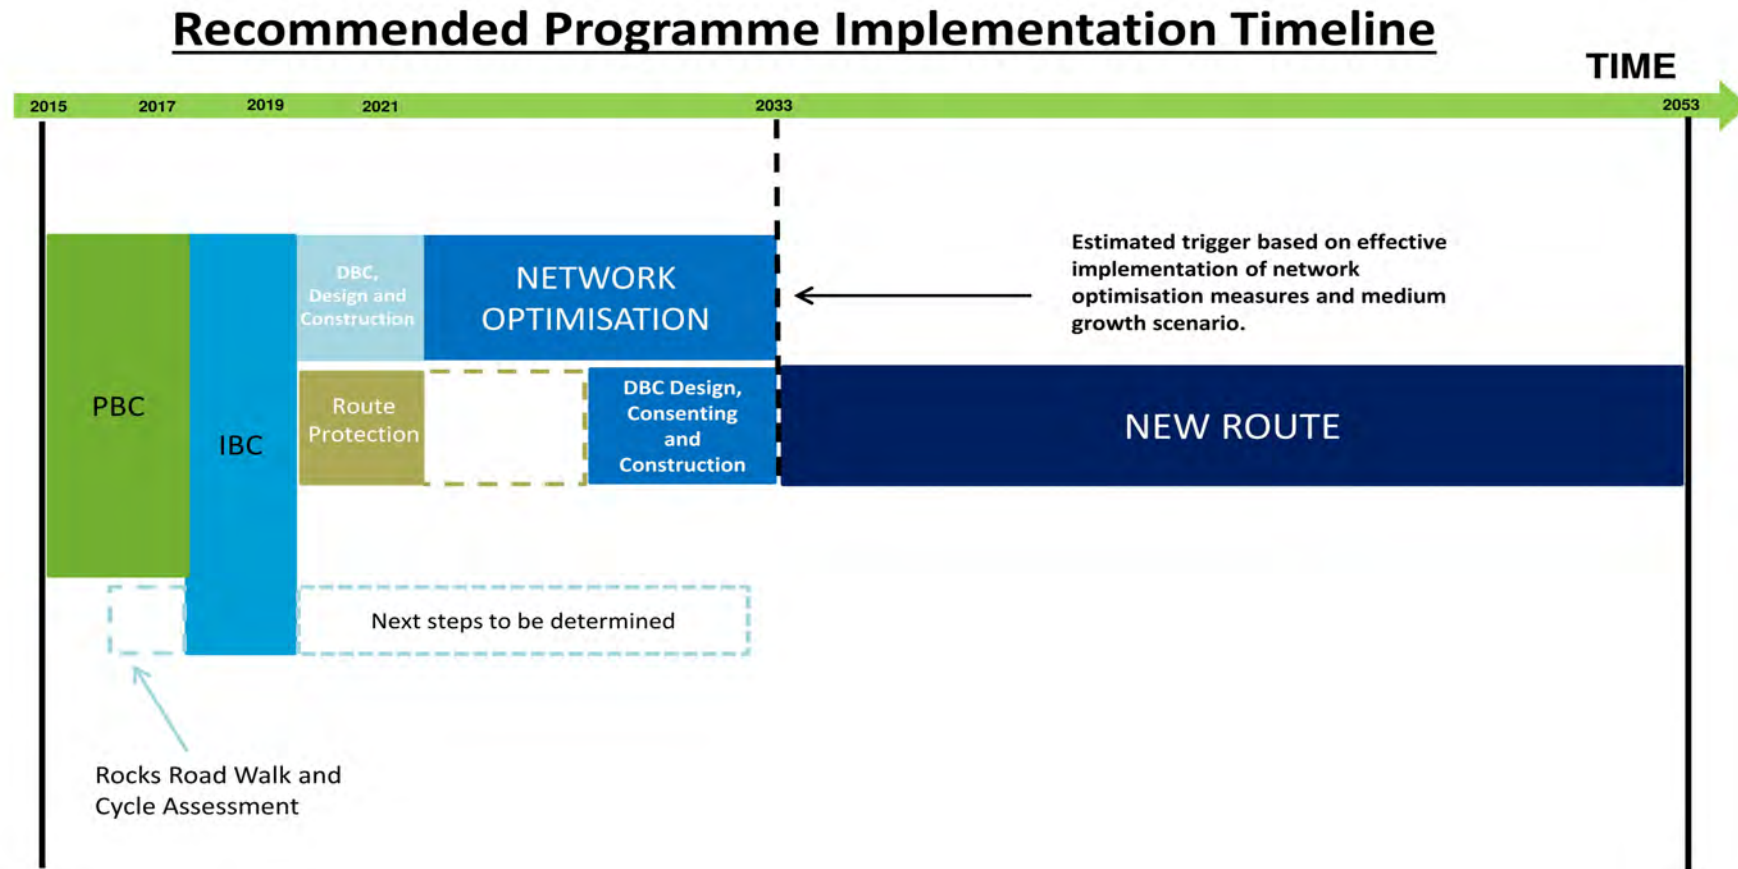 Recommended Programme Implementation Timeline
TIME
2015 2017 2019 2021 2033 2053
PBC
IBC
DBC,
Design and
Construction
NETWORK
OPTIMISATION
Estimated trigger based on effective
implementation of network
optimisation measures and medium
growth scenario.
Route
Protection
DBC Design,
Consenting
and
Construction
NEW ROUTE
Next steps to be determined
Rocks Road Walk and
Cycle Assessment